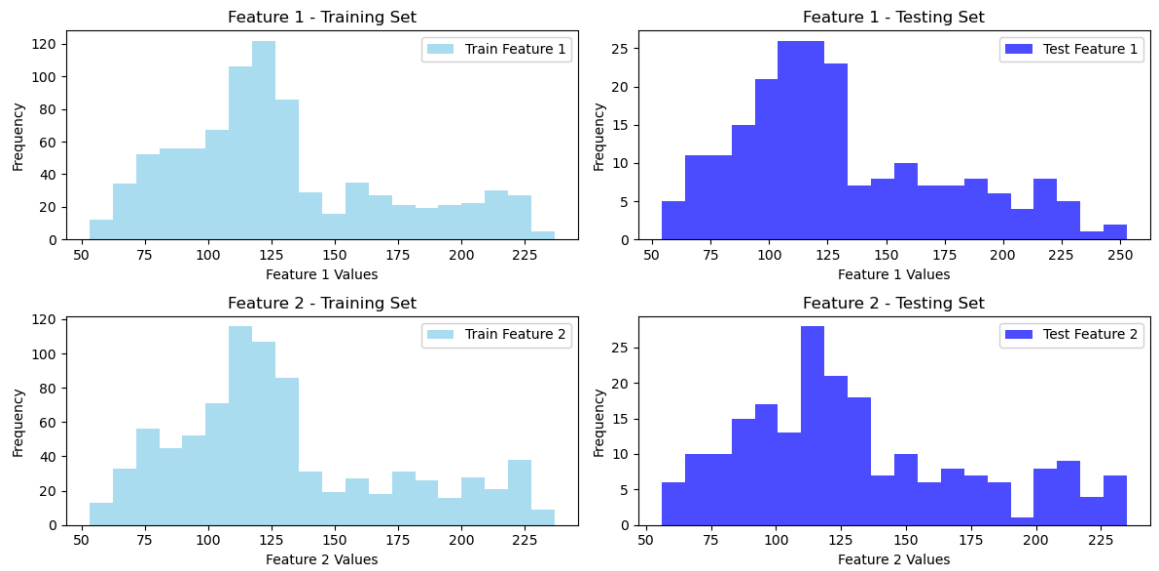 Feature 1 - Training Set
120
100
80
60
40
20
0
Frequency
Train Feature 1
50 75 100 125 150 175 200 225
Feature 1 Values
Feature 1 - Testing Set
25
20
15
10
5
0
Frequency
Test Feature 1
50 75 100 125 150 175 200 225 250
Feature 1 Values
Feature 2 - Training Set
120
100
80
60
40
20
0
Frequency
Train Feature 2
50 75 100 125 150 175 200 225
Feature 2 Values
Feature 2 - Testing Set
25
20
15
10
5
0
Frequency
Test Feature 2
50 75 100 125 150 175 200 225
Feature 2 Values